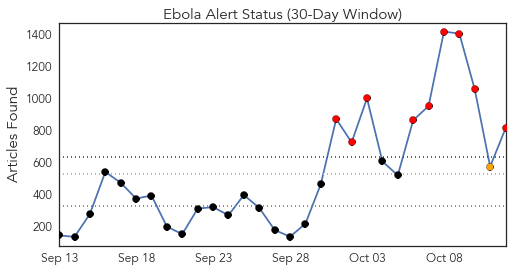 Ebola Alert Status (30-Day Window)
Articles Found
1400
1200
1000
800
600
400
200
Sep 13 Sep 18 Sep 23 Sep 28 Oct 03 Oct 08